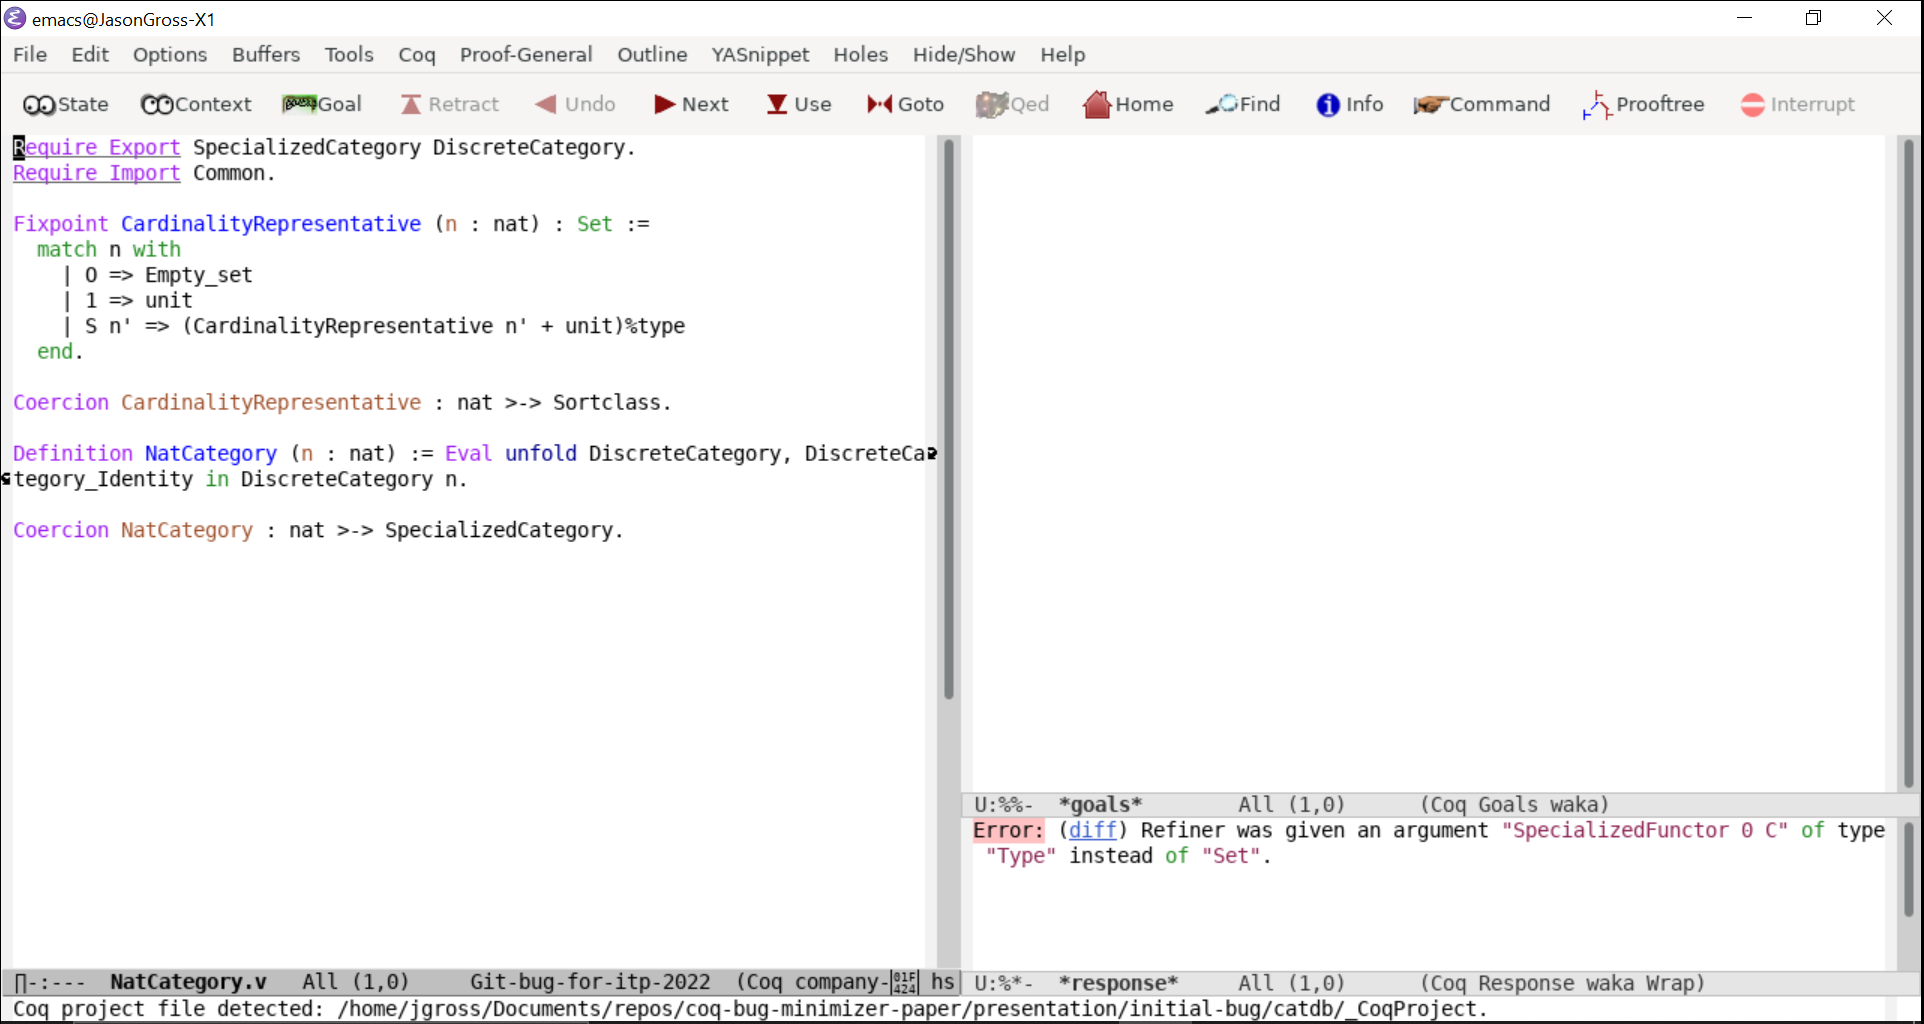 emacs@JasonGross-X1
File Edit Options Buffers Tools Coq Proof-General Outline YASnippet Holes Hide/Show Help
State Context Goal Retract Undo Next Use Goto Qed Home Find Info Command Prooftree Interrupt
Require Export SpecializedCategory DiscreteCategory.
Require Import Common.
Fixpoint CardinalityRepresentative (n : nat) : Set :=
  match n with
    | O => Empty_set
    | 1 => unit
    | S n' => (CardinalityRepresentative n' + unit)%type
  end.
Coercion CardinalityRepresentative : nat >-> Sortclass.
Definition NatCategory (n : nat) := Eval unfold DiscreteCategory, DiscreteCa
tegory_Identity in DiscreteCategory n.
Coercion NatCategory : nat >-> SpecializedCategory.
U:%%-  *goals*        All (1,0)      (Coq Goals waka)
Error: (diff) Refiner was given an argument "SpecializedFunctor 0 C" of type
 "Type" instead of "Set".
-:---  NatCategory.v   All (1,0)     Git-bug-for-itp-2022  (Coq company-01F424 hs
U:%*-  *response*     All (1,0)      (Coq Response waka Wrap)
Coq project file detected: /home/jgross/Documents/repos/coq-bug-minimizer-paper/presentation/initial-bug/catdb/_CoqProject.